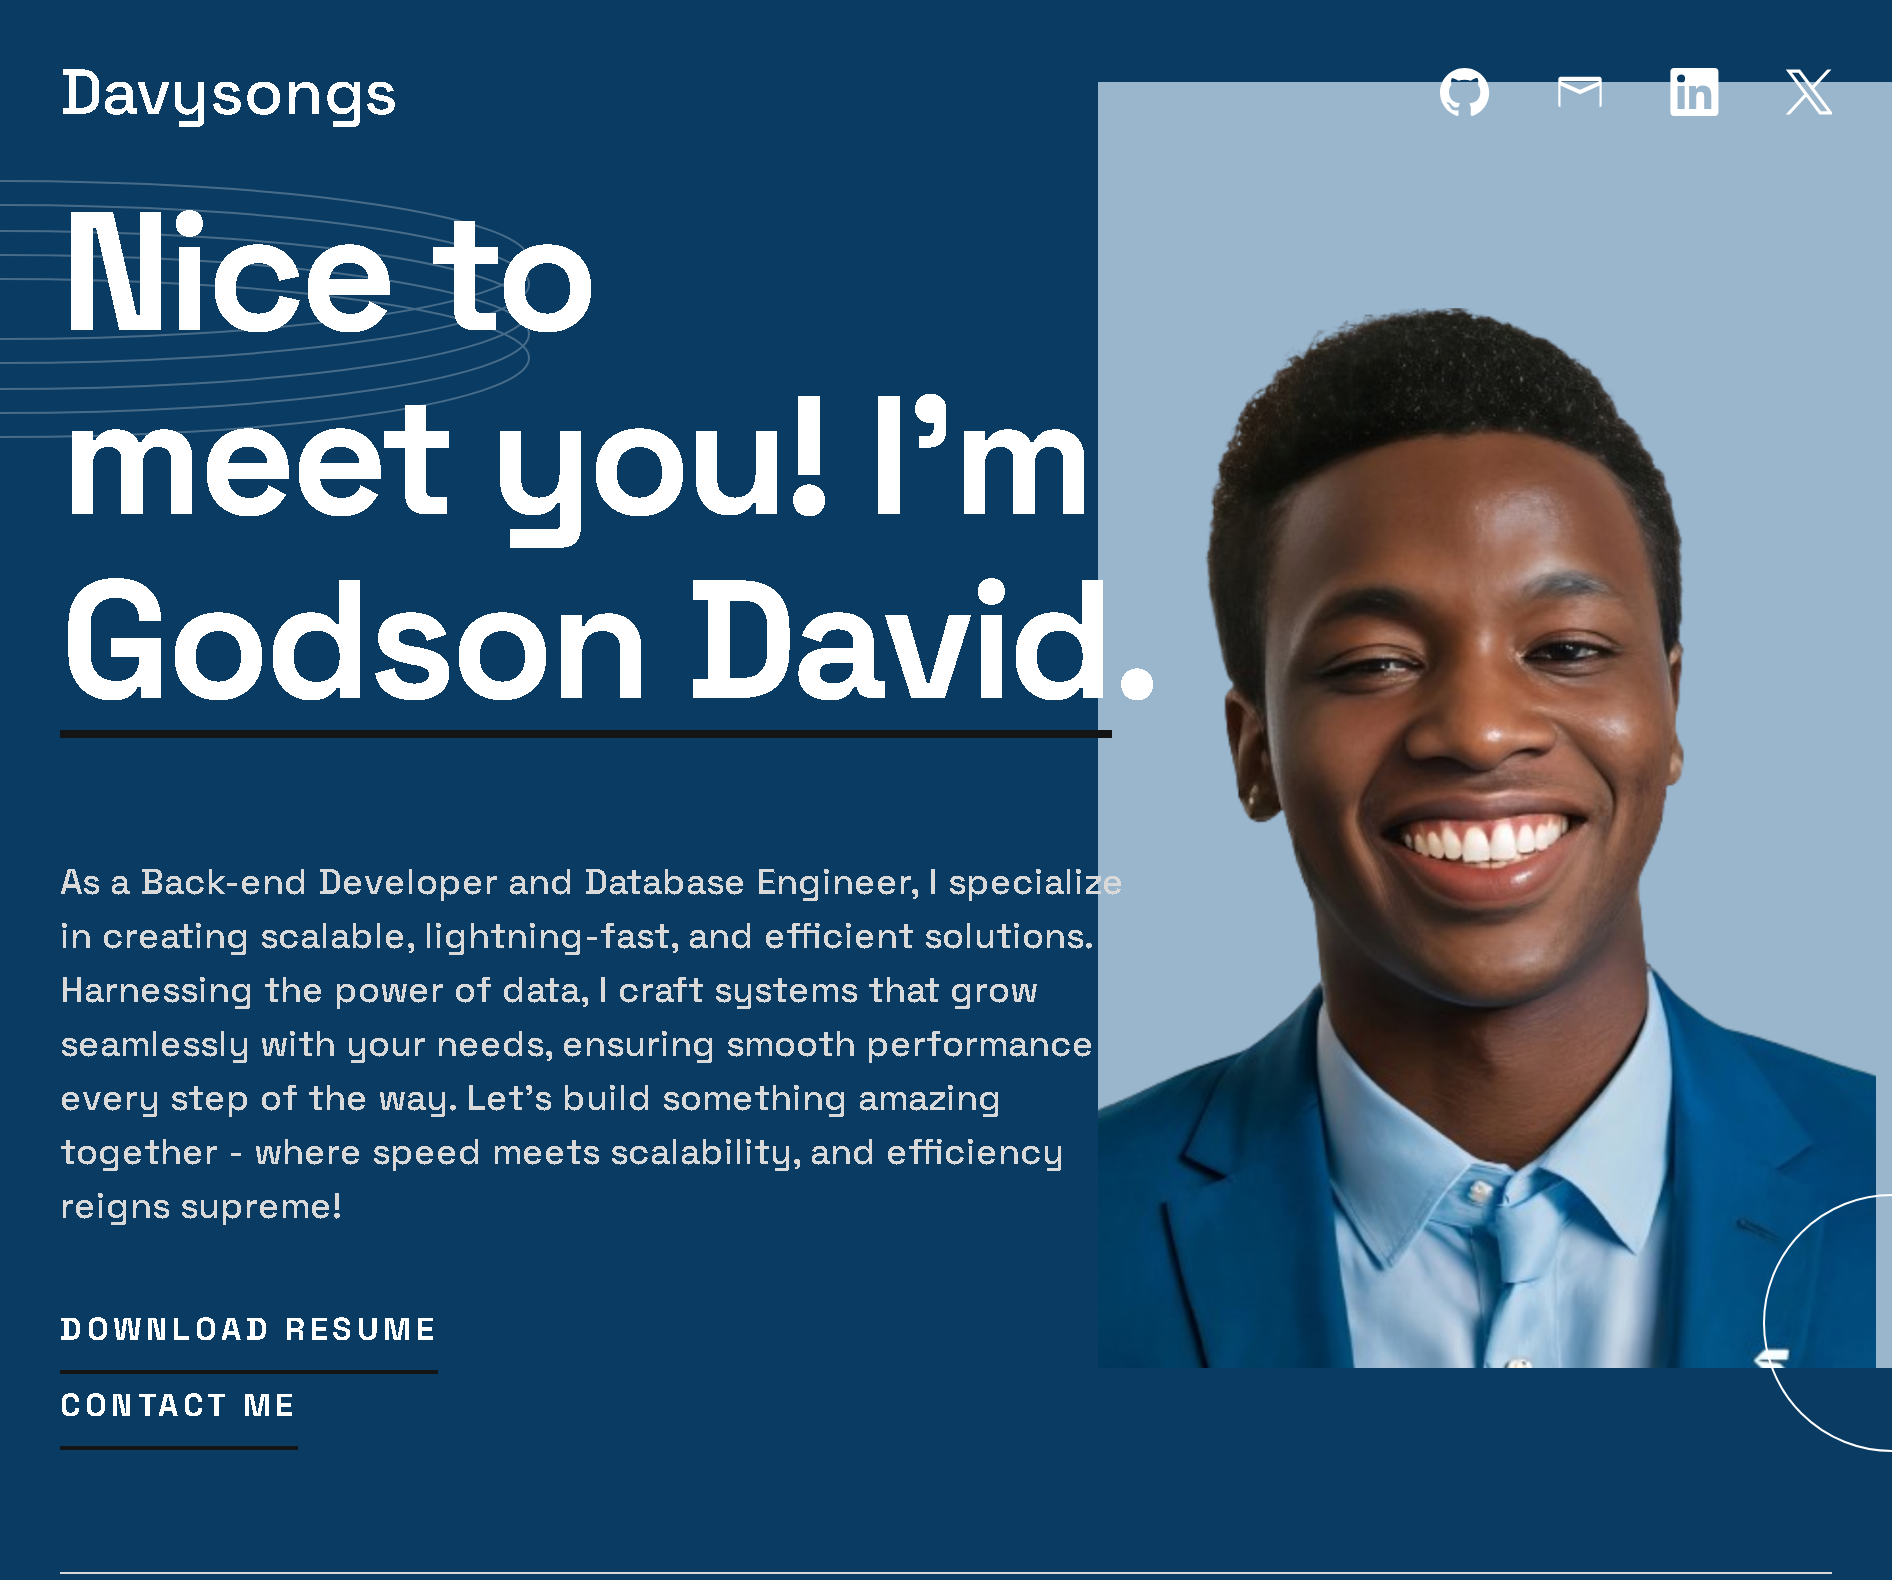 Davysongs
Nice to
meet you! I’m
Godson David.
As a Back-end Developer and Database Engineer, I specialize
in creating scalable, lightning-fast, and efficient solutions.
Harnessing the power of data, I craft systems that grow
seamlessly with your needs, ensuring smooth performance
every step of the way. Let’s build something amazing
together - where speed meets scalability, and efficiency
reigns supreme!
DOWNLOAD RESUME
CONTACT ME